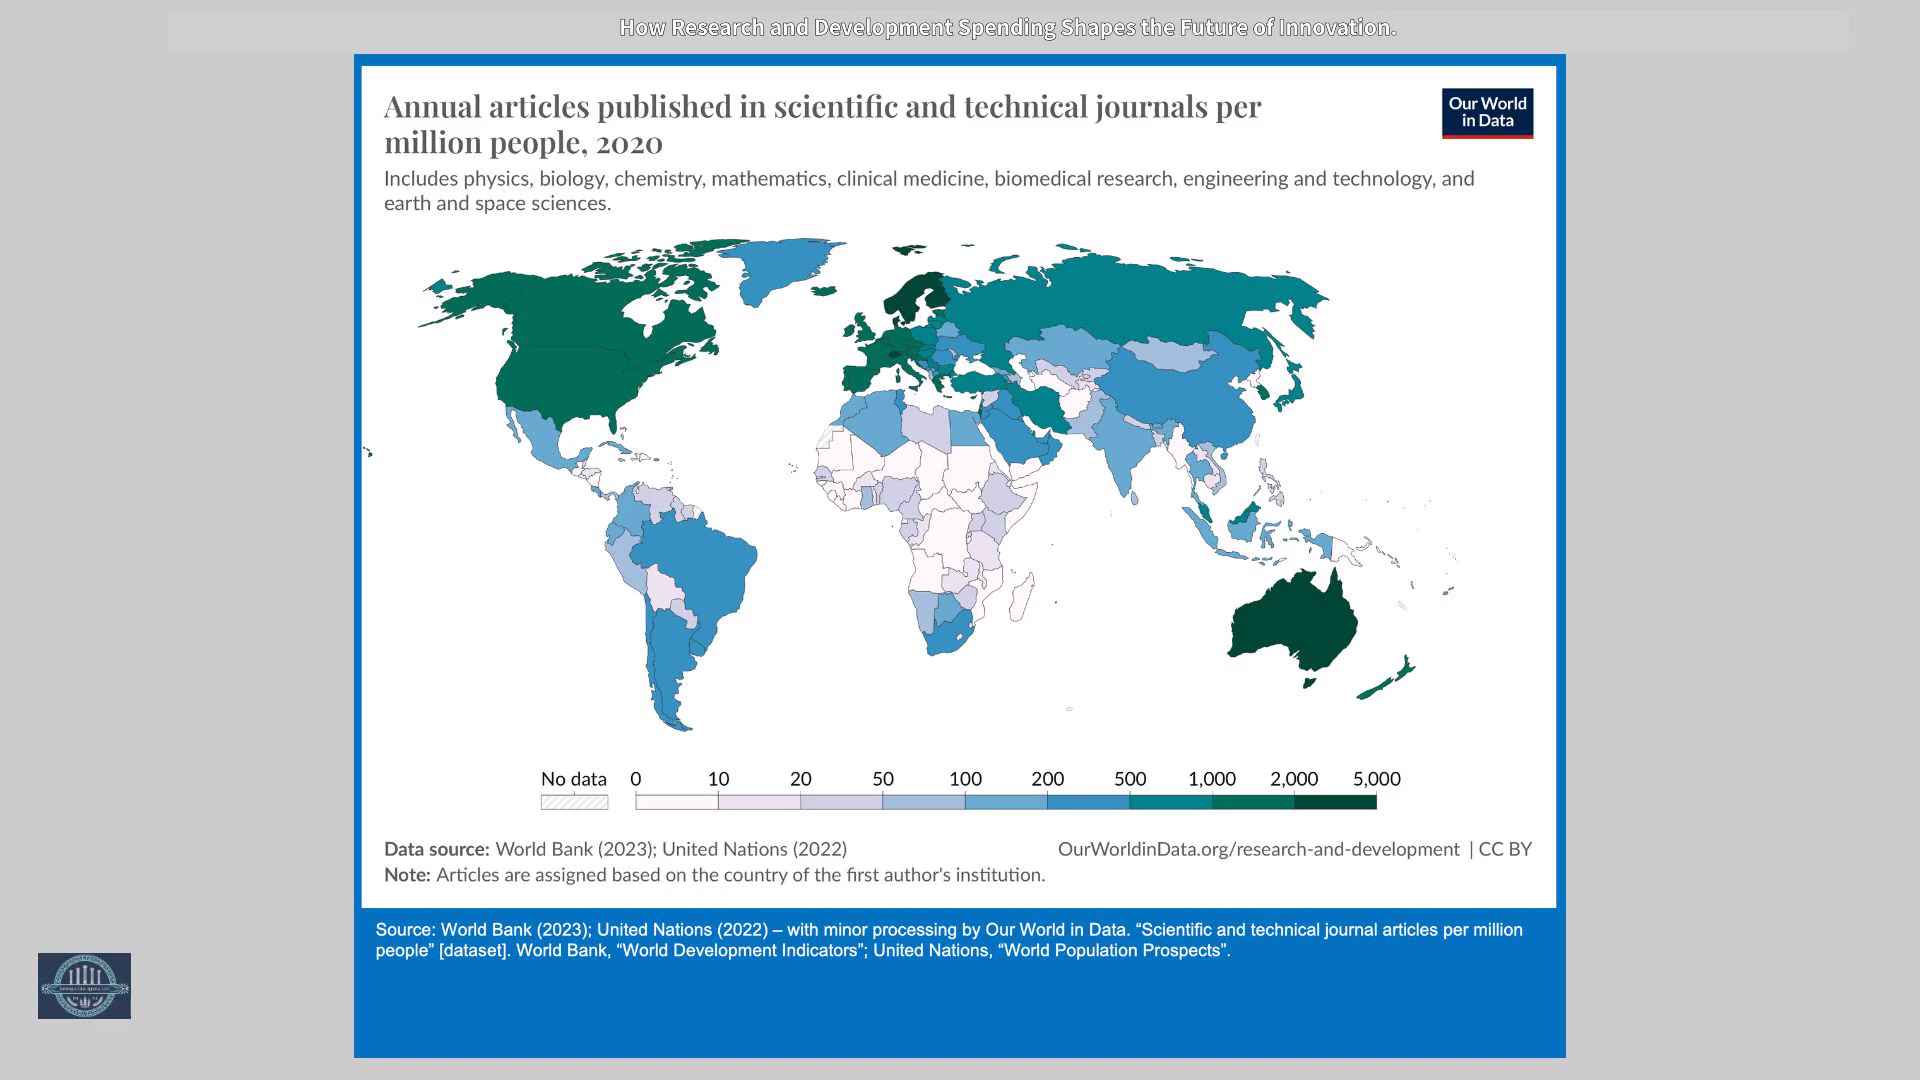 How Research and Development Spending Shapes the Future of Innovation.
Annual articles published in scientific and technical journals per
million people, 2020
Our World
in Data
Includes physics, biology, chemistry, mathematics, clinical medicine, biomedical research, engineering and technology, and
earth and space sciences.
No data 0 10 20 50 100 200 500 1,000 2,000 5,000
Data source: World Bank (2023); United Nations (2022)
OurWorldinData.org/research-and-development | CC BY
Note: Articles are assigned based on the country of the first author's institution.
Source: World Bank (2023); United Nations (2022) – with minor processing by Our World in Data. “Scientific and technical journal articles per million
people” [dataset]. World Bank, “World Development Indicators”; United Nations, “World Population Prospects”.